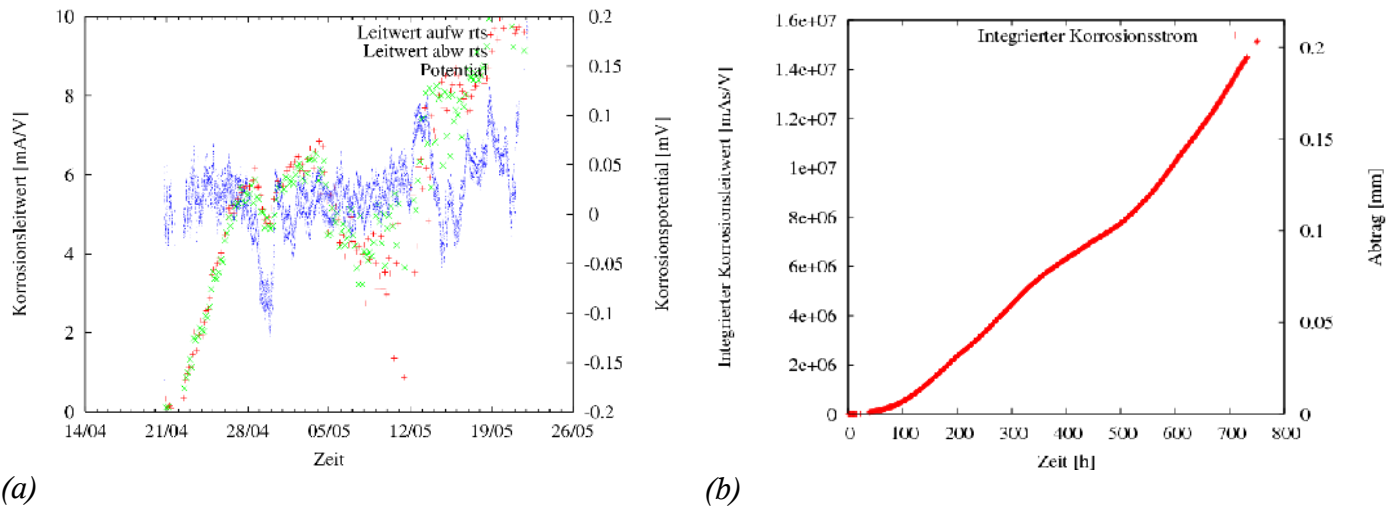 Leitwert aufw rts
Leitwert abw rts
Potential
10
8
6
4
2
0
0.2
0.15
0.1
0.05
0
-0.05
-0.1
-0.15
-0.2
14/04 21/04 28/04 05/05 12/05 19/05 26/05
Korrosionsleitwert [mA/V]
Korrosionspotential [mV]
Zeit
(a)
Integrierter Korrosionsstrom
1.6e+07
1.4e+07
1.2e+07
1e+07
8e+06
6e+06
4e+06
2e+06
0
0.2
0.15
0.1
0.05
0
0 100 200 300 400 500 600 700 800
Integrierter Korrosionsleitwert [mAs/V]
Abtrag [mm]
Zeit [h]
(b)